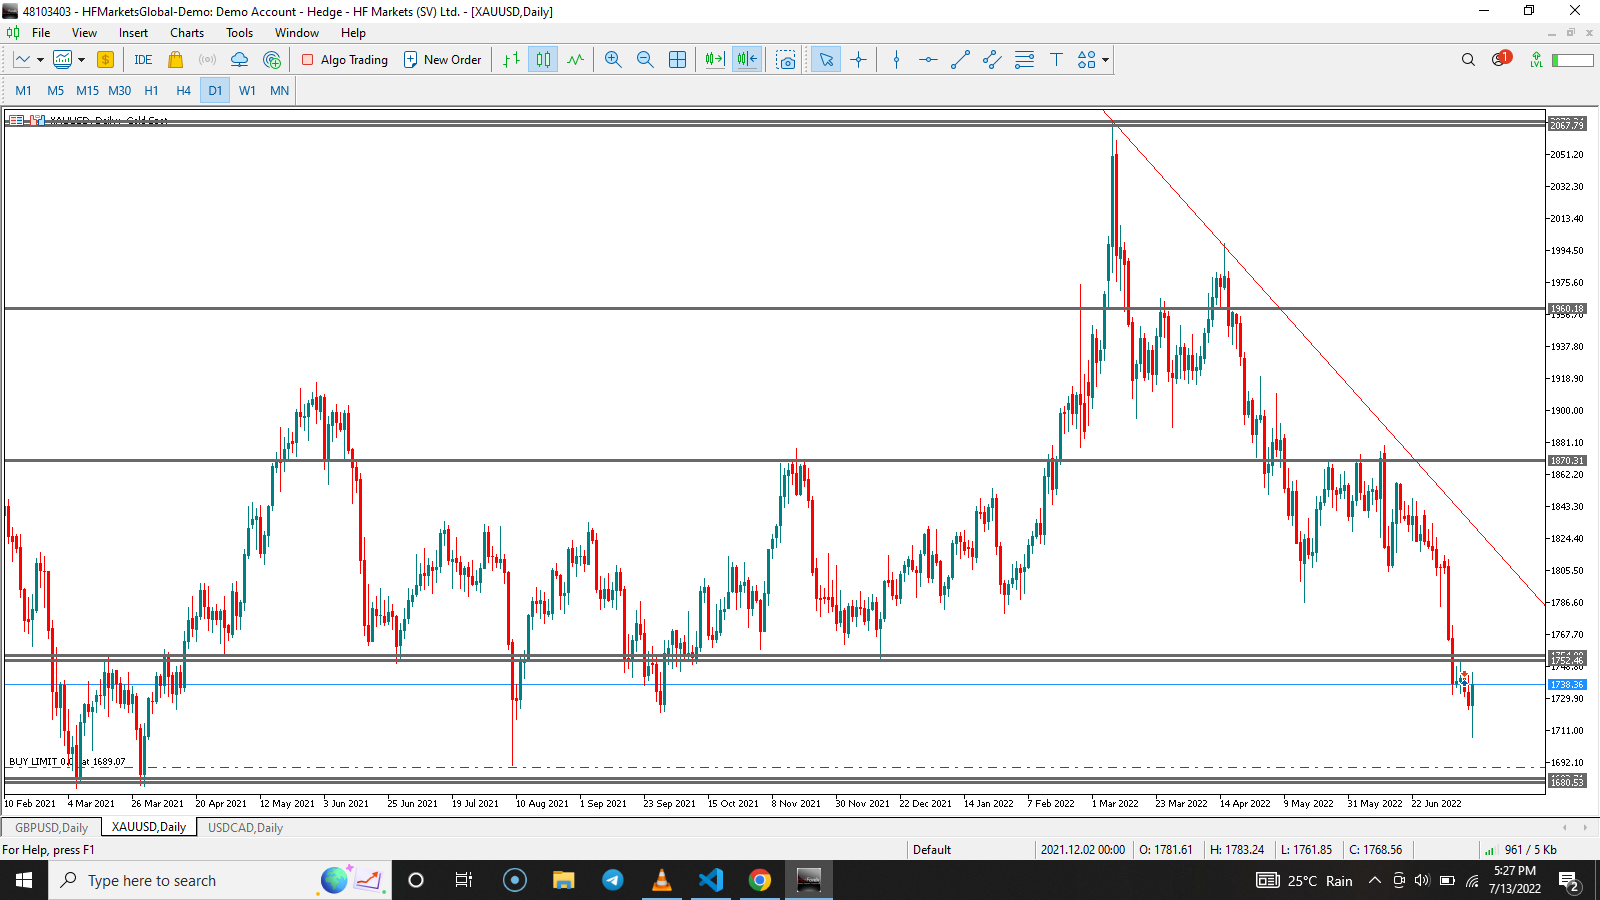 48103403 - HFMarketsGlobal-Demo: Demo Account - Hedge - HF Markets (SV) Ltd. - [XAUUSD,Daily]
File View Insert Charts Tools Window Help
IDE Algo Trading New Order 1 LVL
M1 M5 M15 M30 H1 H4 D1 W1 MN
XAUUSD, Daily: Gold East
2067.79
2051.20
2032.30
2013.40
1994.50
1975.60
1960.18
1956.70
1937.80
1918.90
1900.00
1881.10
1870.31
1862.20
1843.30
1824.40
1805.50
1786.60
1767.70
1752.46
1748.80
1738.36
1729.90
1711.00
1692.10
1680.53
BUY LIMIT 0.0 at 1689.07
10 Feb 2021 4 Mar 2021 26 Mar 2021 20 Apr 2021 12 May 2021 3 Jun 2021 25 Jun 2021 19 Jul 2021 10 Aug 2021 1 Sep 2021 23 Sep 2021 15 Oct 2021 8 Nov 2021 30 Nov 2021 22 Dec 2021 14 Jan 2022 7 Feb 2022 1 Mar 2022 23 Mar 2022 14 Apr 2022 9 May 2022 31 May 2022 22 Jun 2022
GBPUSD,Daily XAUUSD,Daily USDCAD,Daily
For Help, press F1 Default 2021.12.02 00:00 O: 1781.61 H: 1783.24 L: 1761.85 C: 1768.56 961 / 5 Kb
Type here to search 25°C Rain 5:27 PM
7/13/2022 2